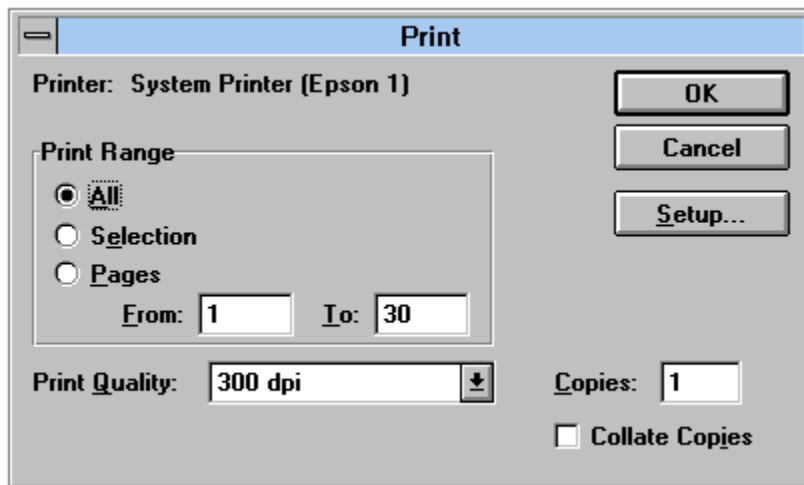 Print
Printer: System Printer (Epson 1)
OK
Cancel
Setup...
Print Range
All
Selection
Pages
From: 1 To: 30
Print Quality: 300 dpi
Copies: 1
Collate Copies